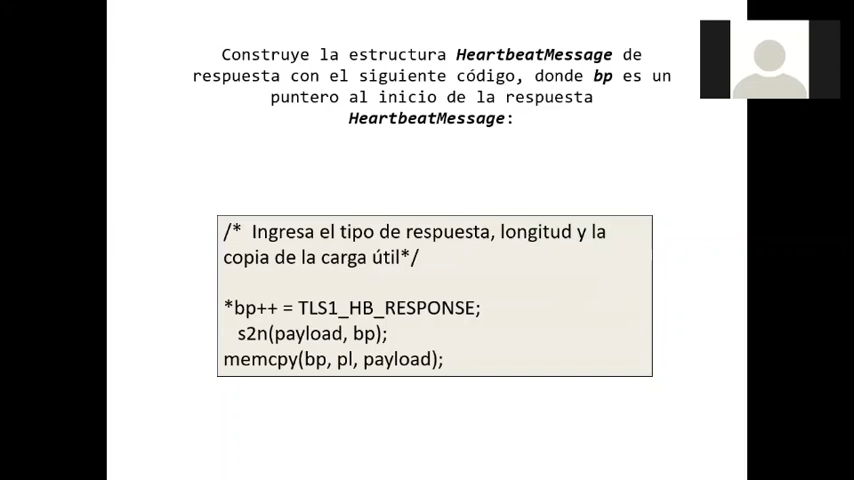 Construye la estructura HeartbeatMessage de
respuesta con el siguiente código, donde bp es un
puntero al inicio de la respuesta
HeartbeatMessage:
/* Ingresa el tipo de respuesta, longitud y la
copia de la carga útil*/
*bp++ = TLS1_HB_RESPONSE;
s2n(payload, bp);
memcpy(bp, pl, payload);